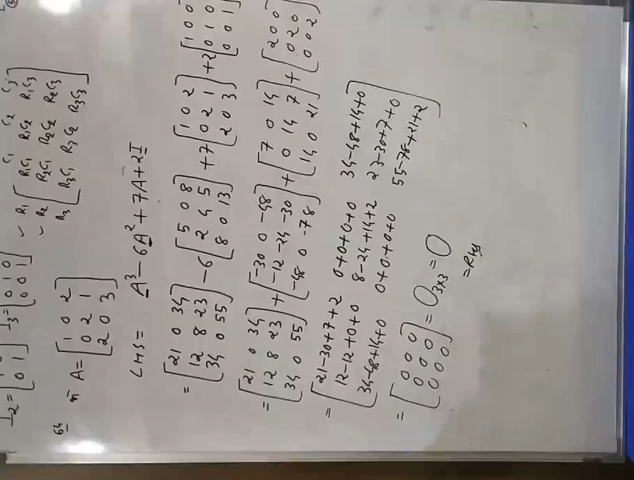 C1 C2 C3
I2 = [ 0 1 ] I3 = [ 0 1 0
0 0 1 ]
R1 [ R1C1 R1C2 R1C3
R2 R2C1 R2C2 R2C3
R3 R3C1 R3C2 R3C3 ]
64
A = [ 1 0 2
0 2 1
2 0 3 ]
LHS = A³ - 6A² + 7A + 2I
= [ 21 0 34
12 8 23
34 0 55 ] - 6 [ 5 0 8
2 4 5
8 0 13 ] + 7 [ 1 0 2
0 2 1
2 0 3 ] + 2 [ 1 0 0
0 1 0
0 0 1 ]
= [ 21 0 34
12 8 23
34 0 55 ] + [ -30 0 -48
-12 -24 -30
-48 0 -78 ] + [ 7 0 14
0 14 7
14 0 21 ] + [ 2 0 0
0 2 0
0 0 2 ]
= [ 21-30+7+2 0+0+0+0 34-48+14+0
12-12+0+0 8-24+14+2 23-30+7+0
34-48+14+0 0+0+0+0 55-78+21+2 ]
= [ 0 0 0
0 0 0
0 0 0 ] = O3x3 = O
= RHS